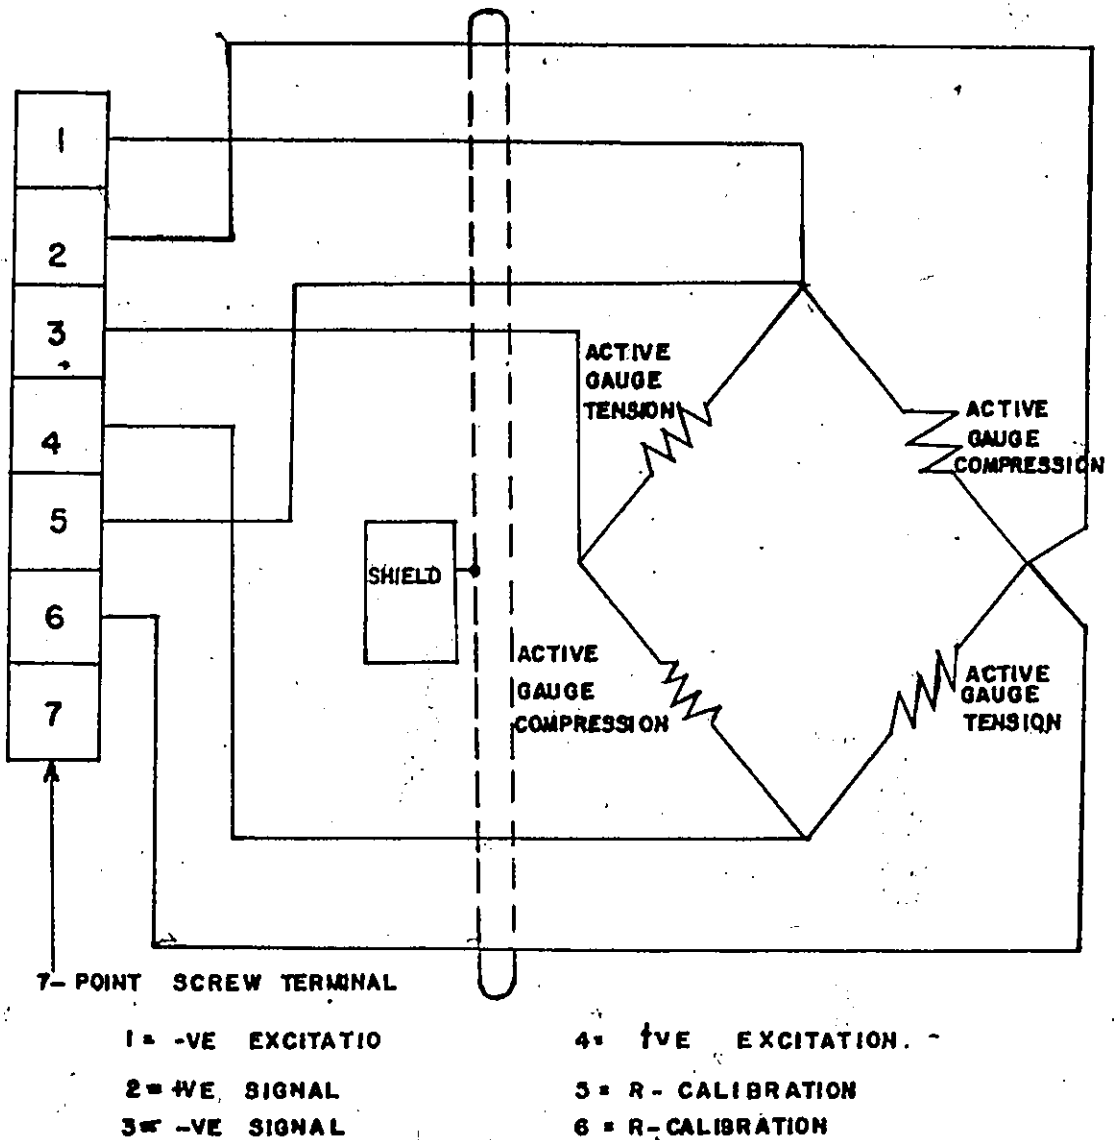 1
2
3
4
5
6
7
ACTIVE
GAUGE
TENSION
ACTIVE
GAUGE
COMPRESSION
SHIELD
ACTIVE
GAUGE
COMPRESSION
ACTIVE
GAUGE
TENSION
7- POINT SCREW TERMINAL
1 = -VE EXCITATIO
2 = +VE SIGNAL
3 = -VE SIGNAL
4 = +VE EXCITATION.
5 = R- CALIBRATION
6 = R-CALIBRATION